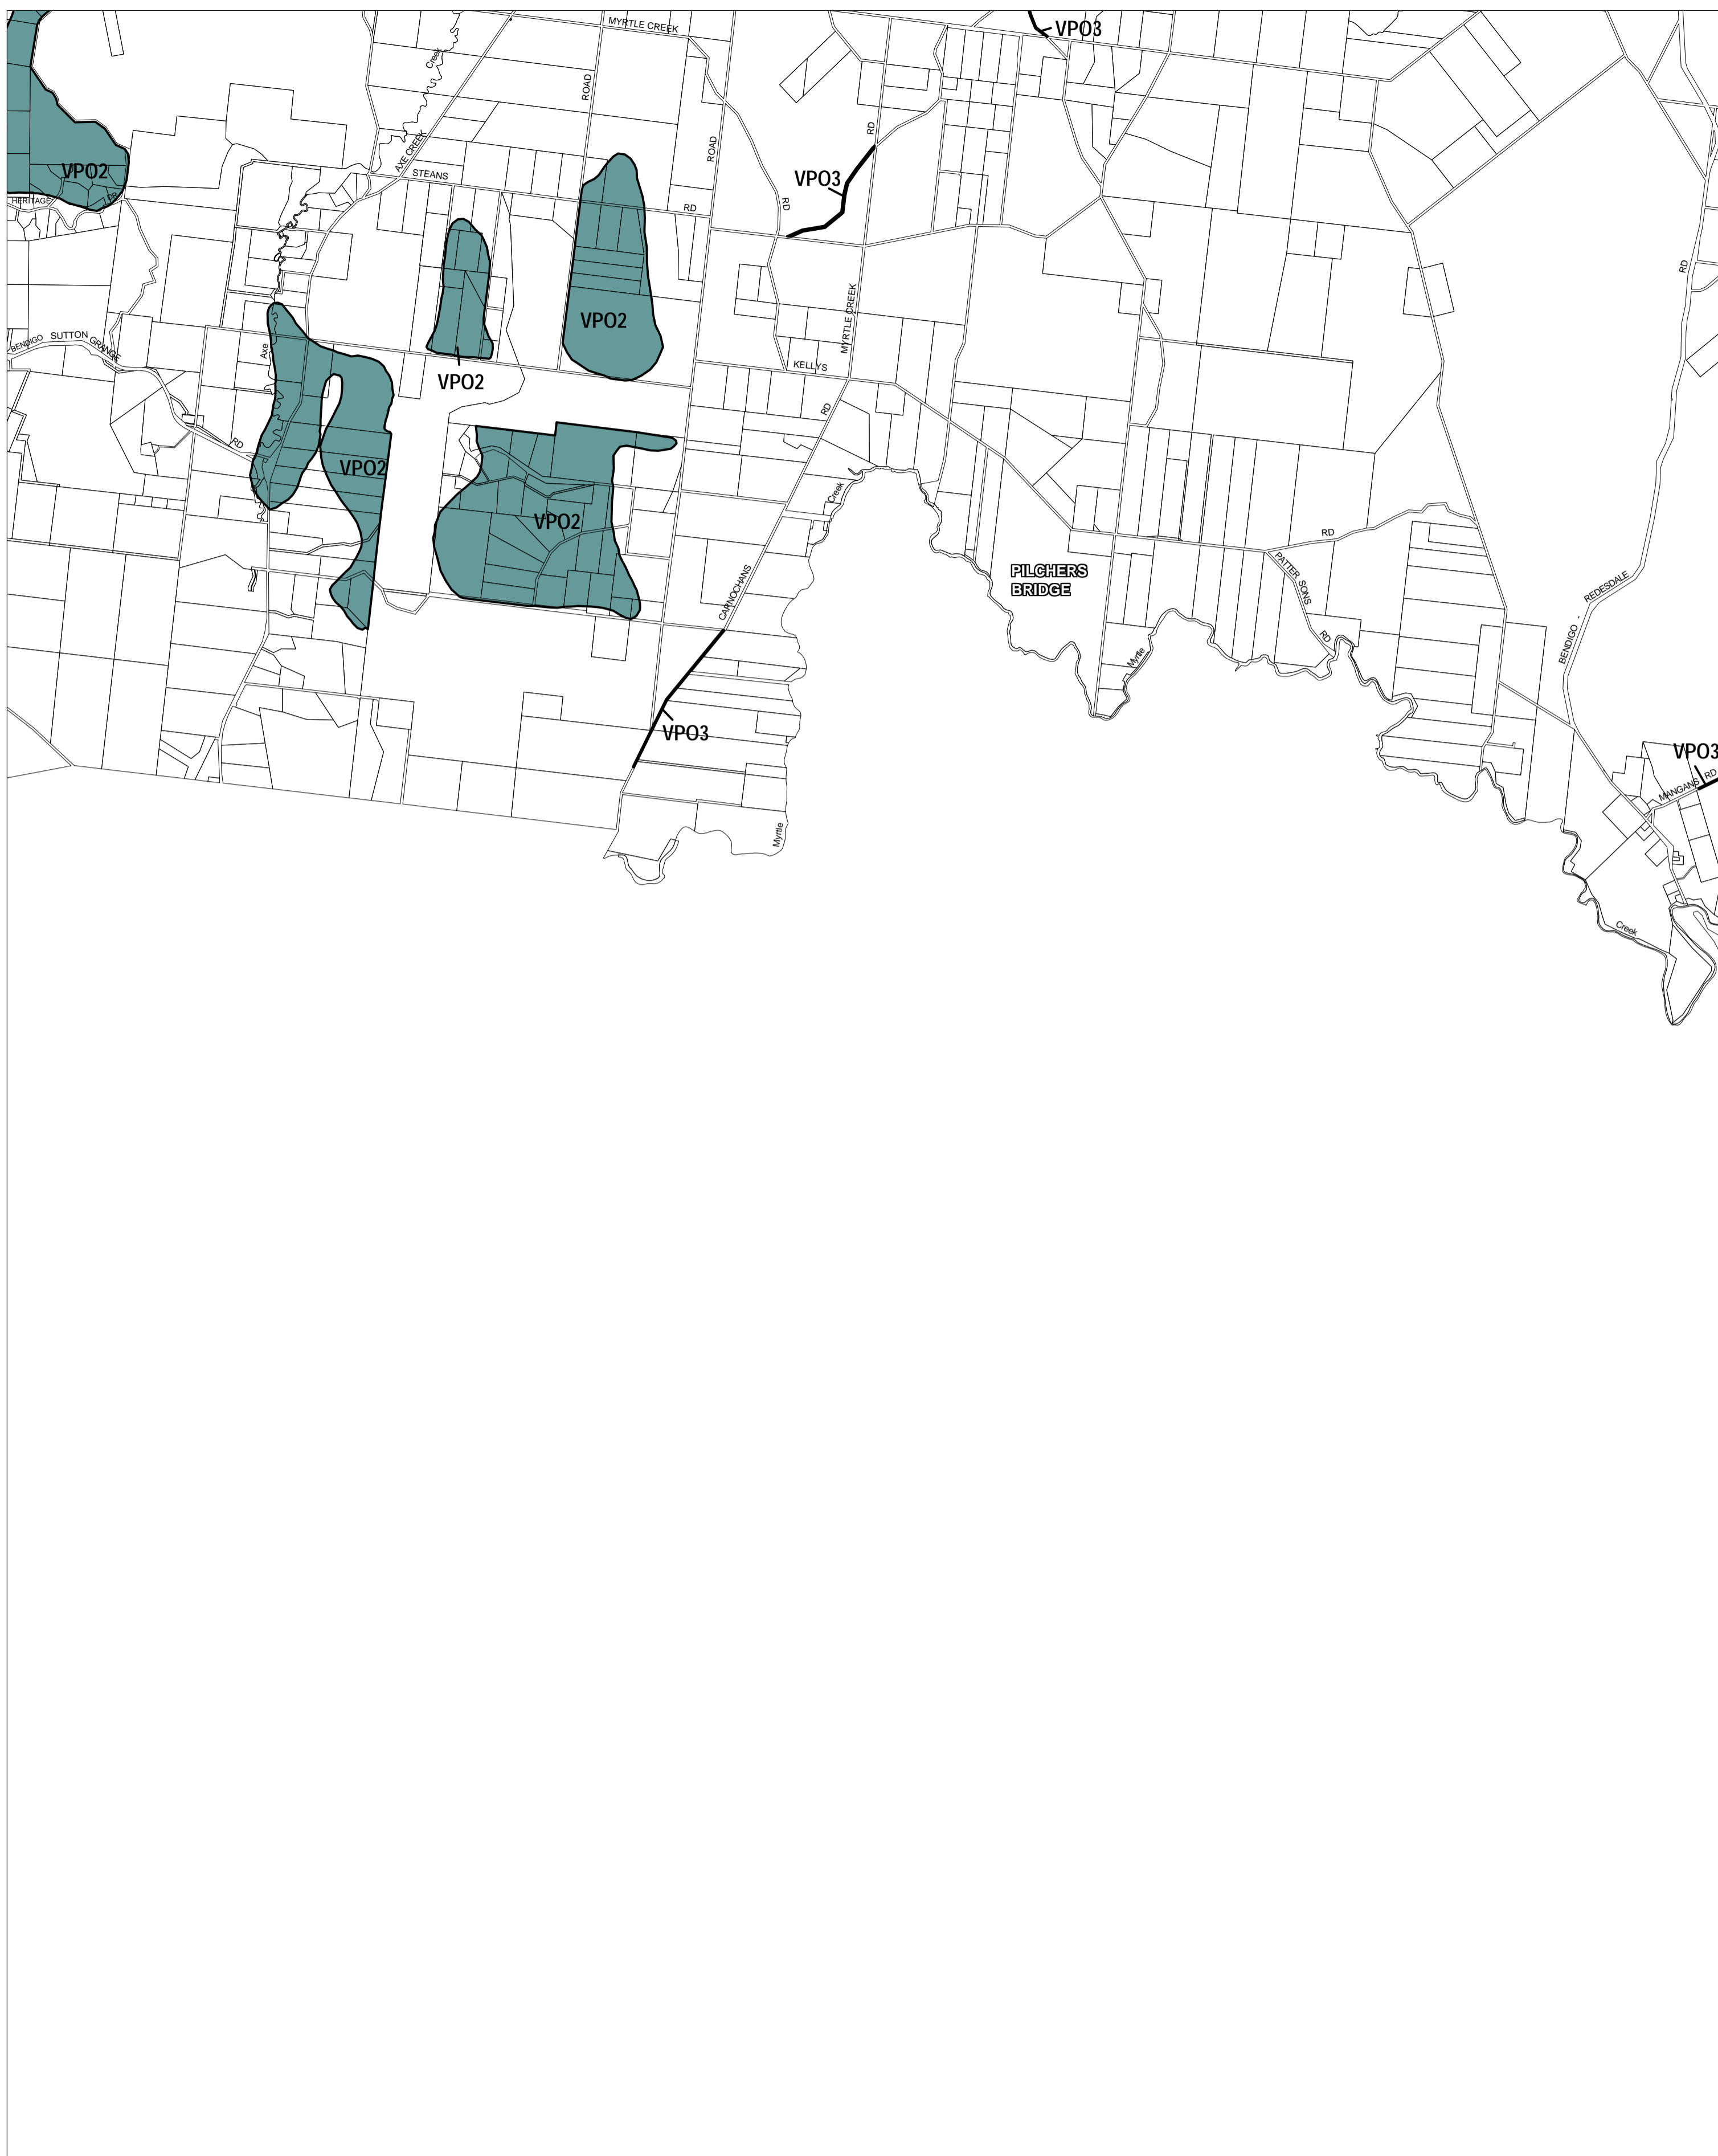 MYRTLE CREEK
VPO3
Creek
ROAD
ROAD
RD
AXE CREEK
STEANS
VPO2
VPO3
HERITAGE
DR
RD
RD
RD
VPO2
MYRTLE CREEK
BENDIGO
SUTTON
GRANGE
Axe
VPO2
KELLYS
RD
RD
VPO2
Creek
VPO2
RD
PILCHERS
BRIDGE
PATTER SONS
RD
CARNOCHANS
REDESDALE
BENDIGO -
Myrtle
VPO3
VPO3
MANGANS
RD
Myrtle
Creek